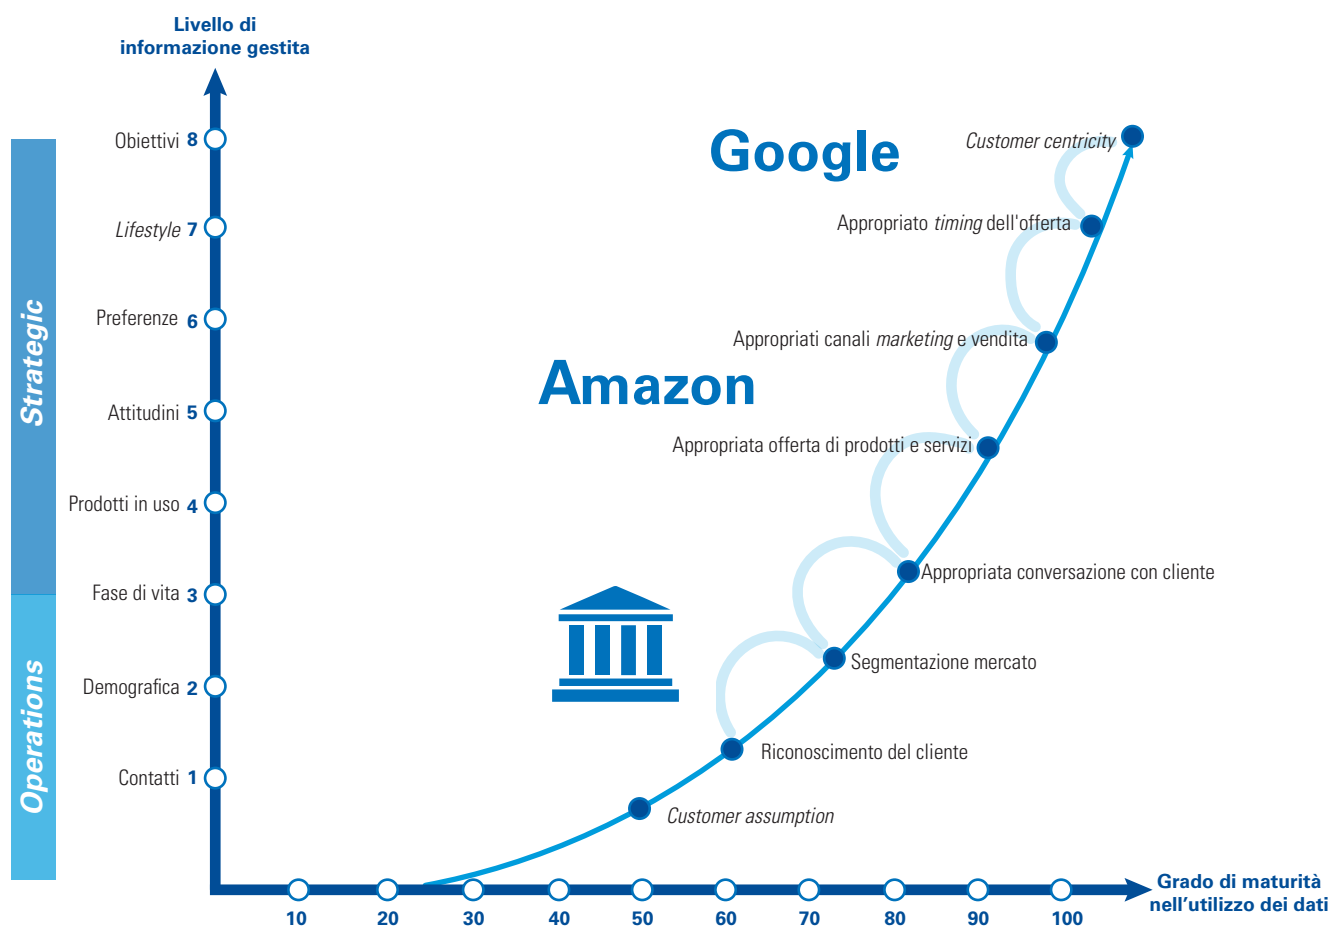 Livello di
informazione gestita
Obiettivi 8
Lifestyle 7
Preferenze 6
Attitudini 5
Prodotti in uso 4
Fase di vita 3
Demografica 2
Contatti 1
Strategic
Operations
Google
Amazon
Customer centricity
Appropriato timing dell'offerta
Appropriati canali marketing e vendita
Appropriata offerta di prodotti e servizi
Appropriata conversazione con cliente
Segmentazione mercato
Riconoscimento del cliente
Customer assumption
10 20 30 40 50 60 70 80 90 100
Grado di maturità
nell'utilizzo dei dati